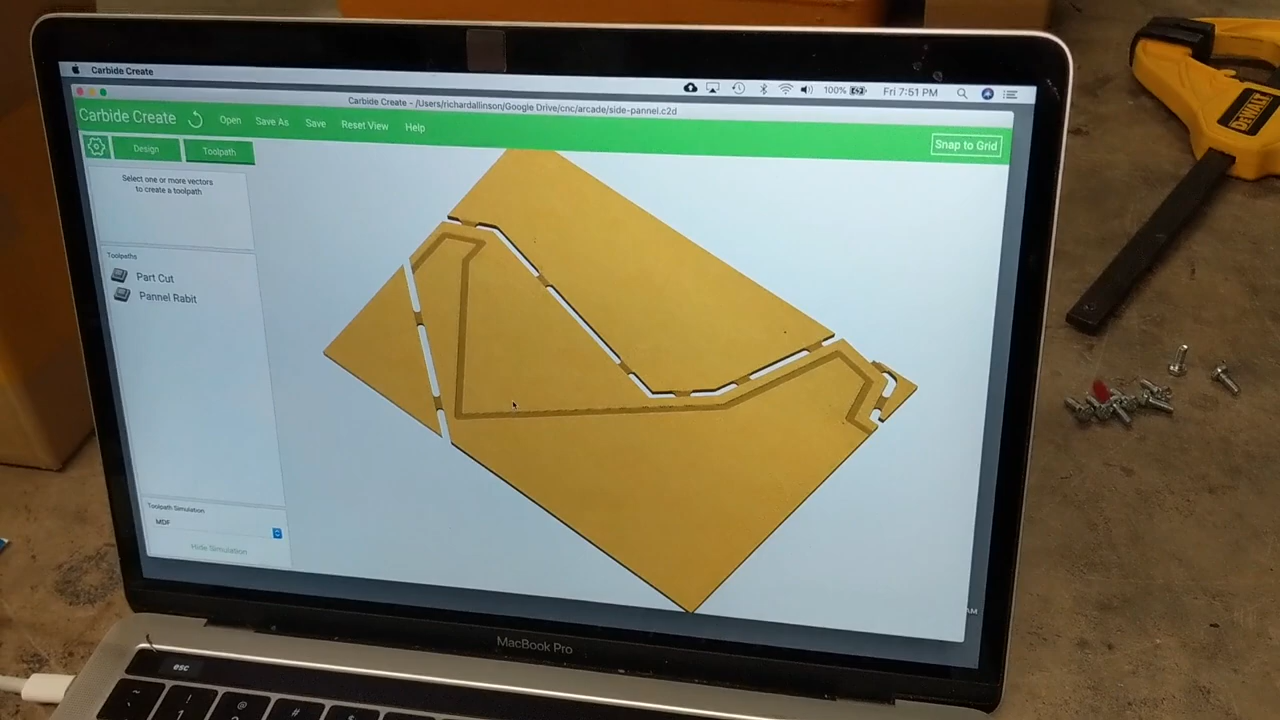 Carbide Create
100%
Fri 7:51 PM
Carbide Create - /Users/richardallinson/Google Drive/cnc/arcade/side-pannel.c2d
Carbide Create
Open
Save As
Save
Reset View
Help
Snap to Grid
Design
Toolpath
Select one or more vectors
to create a toolpath
Toolpaths
Part Cut
Pannel Rabit
Toolpath Simulation
MDF
Hide Simulation
AM
DEWALT
MacBook Pro
esc
~
!
1
@
#